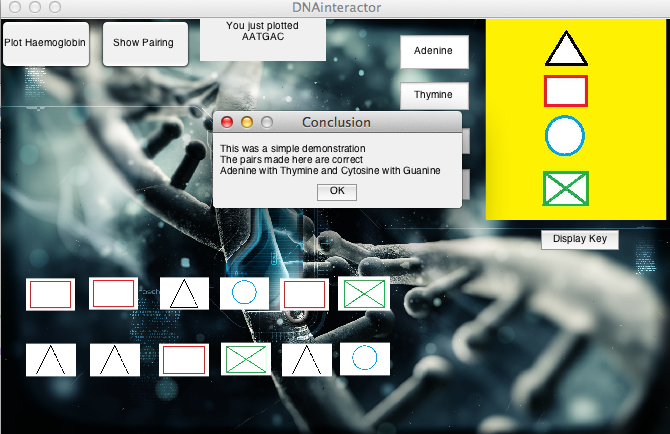 DNAinteractor
Plot Haemoglobin
Show Pairing
You just plotted
AATGAC
Adenine
Thymine
Conclusion
This was a simple demonstration
The pairs made here are correct
Adenine with Thymine and Cytosine with Guanine
OK
Display Key